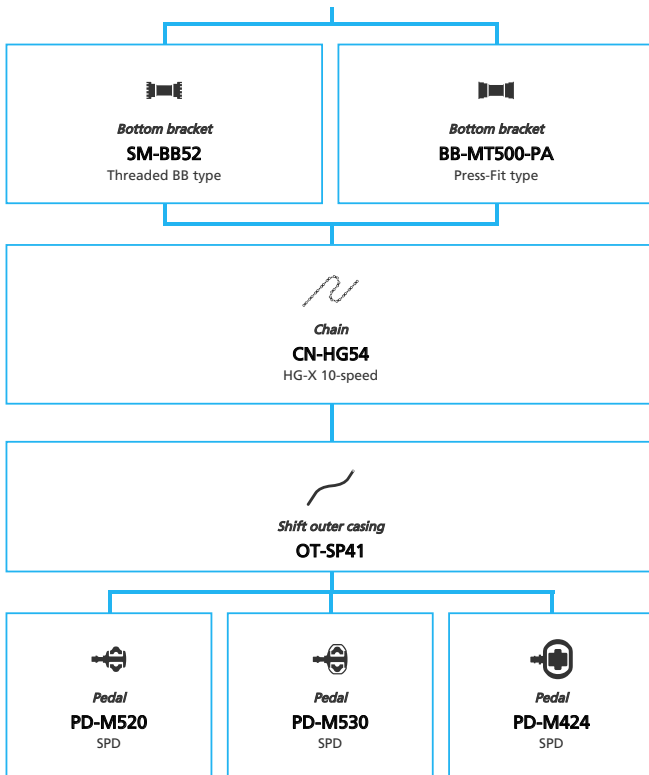 Bottom bracket
SM-BB52
Threaded BB type
Bottom bracket
BB-MT500-PA
Press-Fit type
Chain
CN-HG54
HG-X 10-speed
Shift outer casing
OT-SP41
Pedal
PD-M520
SPD
Pedal
PD-M530
SPD
Pedal
PD-M424
SPD